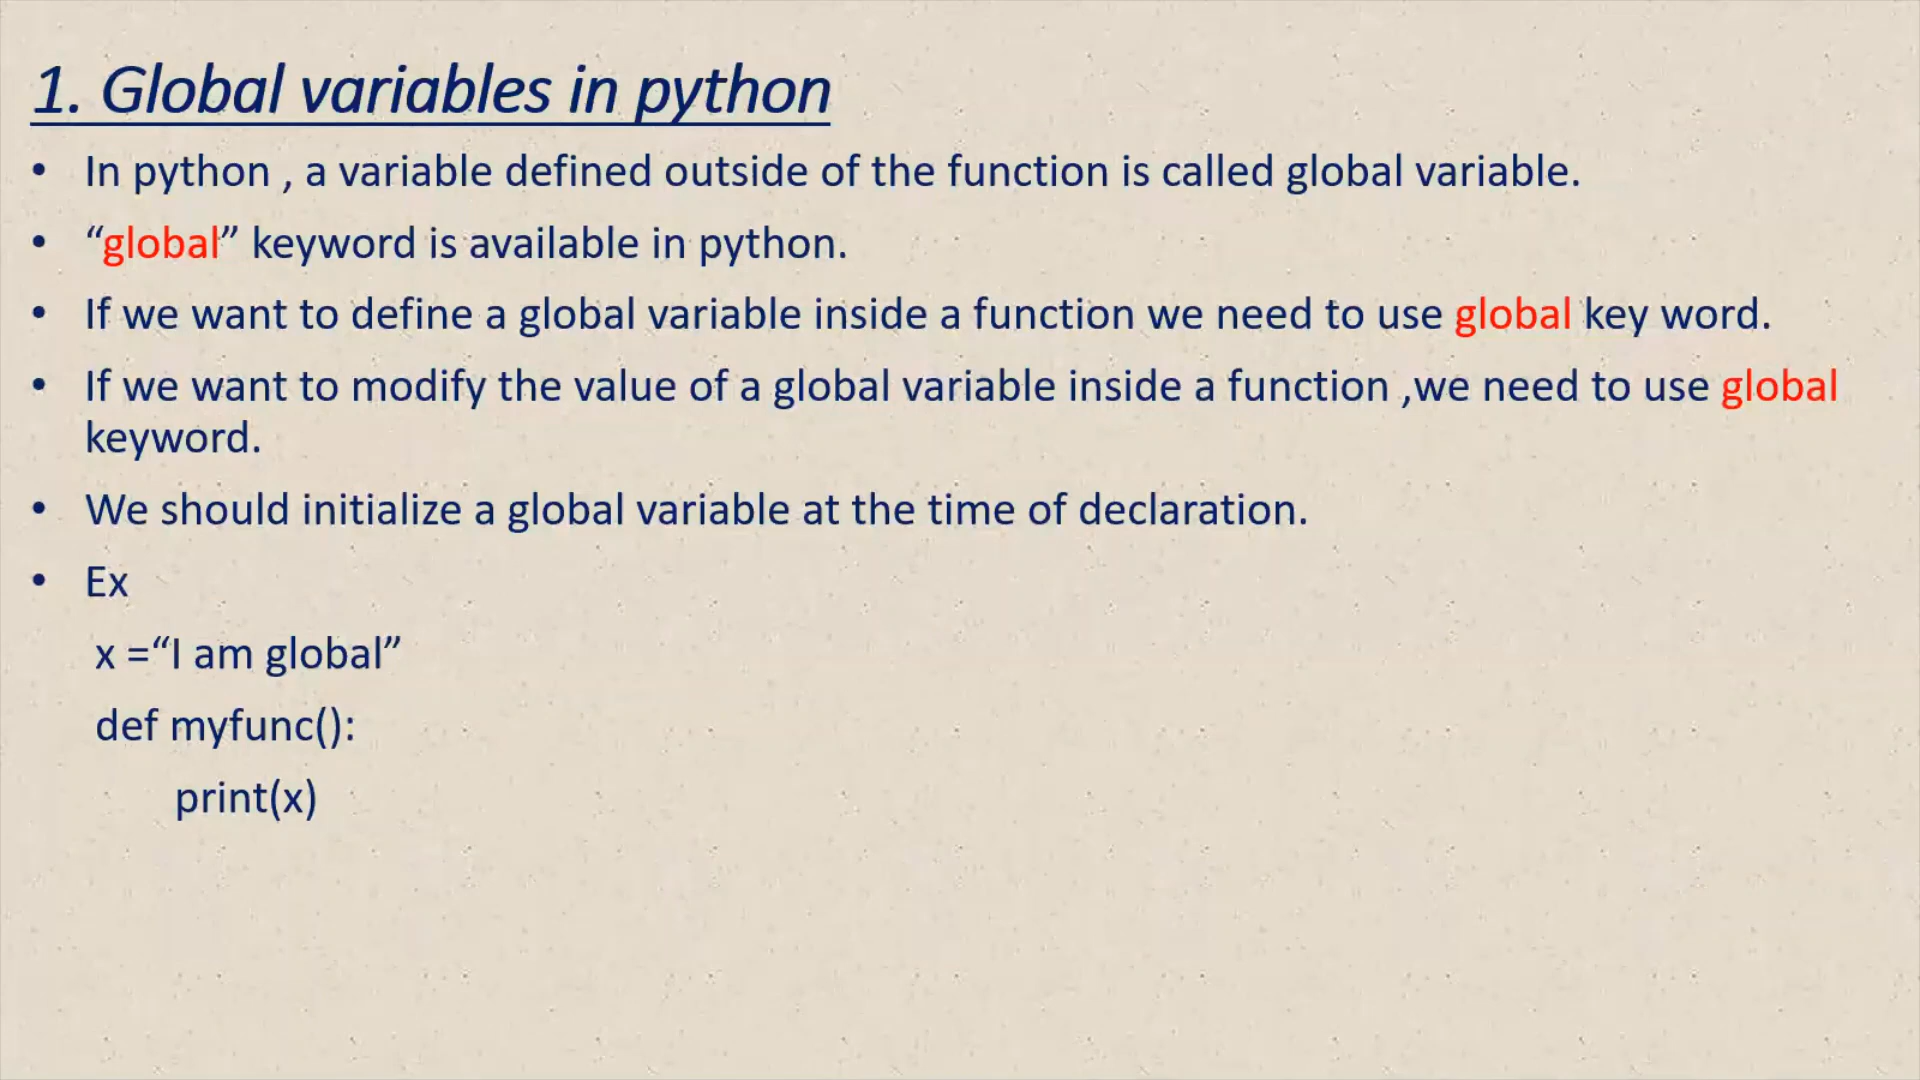 1. Global variables in python
• In python , a variable defined outside of the function is called global variable.
• “global” keyword is available in python.
• If we want to define a global variable inside a function we need to use global key word.
• If we want to modify the value of a global variable inside a function ,we need to use global
keyword.
• We should initialize a global variable at the time of declaration.
• Ex
x =“I am global”
def myfunc():
print(x)